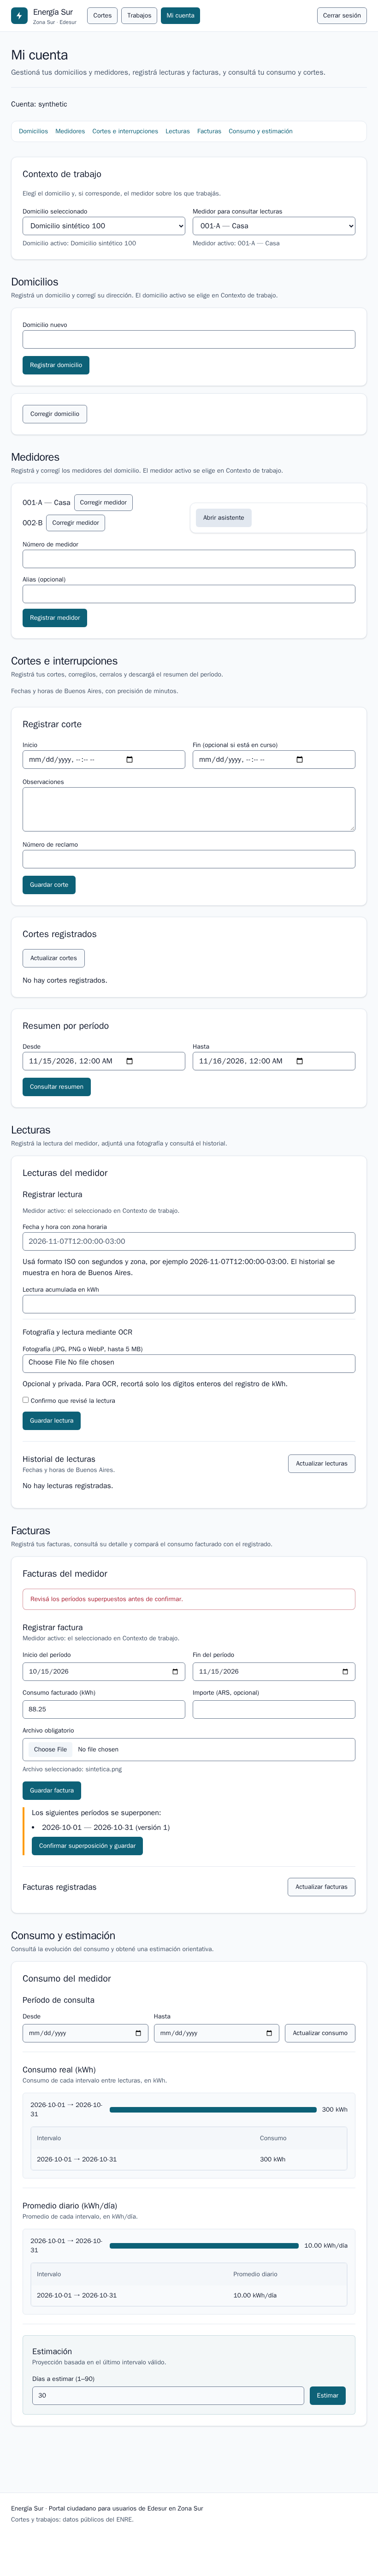 Energía Sur
Zona Sur · Edesur
Cortes
Trabajos
Mi cuenta
Cerrar sesión
Mi cuenta
Gestioná tus domicilios y medidores, registrá lecturas y facturas, y consultá tu consumo y cortes.
Cuenta: synthetic
Domicilios
Medidores
Cortes e interrupciones
Lecturas
Facturas
Consumo y estimación
Contexto de trabajo
Elegí el domicilio y, si corresponde, el medidor sobre los que trabajás.
Domicilio seleccionado
Medidor para consultar lecturas
Domicilio sintético 100
001-A — Casa
Domicilio activo: Domicilio sintético 100
Medidor activo: 001-A — Casa
Domicilios
Registrá un domicilio y corregí su dirección. El domicilio activo se elige en Contexto de trabajo.
Domicilio nuevo
Registrar domicilio
Corregir domicilio
Medidores
Registrá y corregí los medidores del domicilio. El medidor activo se elige en Contexto de trabajo.
001-A — Casa
Corregir medidor
002-B
Corregir medidor
Abrir asistente
Número de medidor
Alias (opcional)
Registrar medidor
Cortes e interrupciones
Registrá tus cortes, corregilos, cerralos y descargá el resumen del período.
Fechas y horas de Buenos Aires, con precisión de minutos.
Registrar corte
Inicio
Fin (opcional si está en curso)
mm/dd/yyyy, --:-- --
mm/dd/yyyy, --:-- --
Observaciones
Número de reclamo
Guardar corte
Cortes registrados
Actualizar cortes
No hay cortes registrados.
Resumen por período
Desde
Hasta
11/15/2026, 12:00 AM
11/16/2026, 12:00 AM
Consultar resumen
Lecturas
Registrá la lectura del medidor, adjuntá una fotografía y consultá el historial.
Lecturas del medidor
Registrar lectura
Medidor activo: el seleccionado en Contexto de trabajo.
Fecha y hora con zona horaria
2026-11-07T12:00:00-03:00
Usá formato ISO con segundos y zona, por ejemplo 2026-11-07T12:00:00-03:00. El historial se
muestra en hora de Buenos Aires.
Lectura acumulada en kWh
Fotografía y lectura mediante OCR
Fotografía (JPG, PNG o WebP, hasta 5 MB)
Choose File No file chosen
Opcional y privada. Para OCR, recortá solo los dígitos enteros del registro de kWh.
Confirmo que revisé la lectura
Guardar lectura
Historial de lecturas
Fechas y horas de Buenos Aires.
Actualizar lecturas
No hay lecturas registradas.
Facturas
Registrá tus facturas, consultá su detalle y compará el consumo facturado con el registrado.
Facturas del medidor
Revisá los períodos superpuestos antes de confirmar.
Registrar factura
Medidor activo: el seleccionado en Contexto de trabajo.
Inicio del período
Fin del período
10/15/2026
11/15/2026
Consumo facturado (kWh)
Importe (ARS, opcional)
88.25
Archivo obligatorio
Choose File No file chosen
Archivo seleccionado: sintetica.png
Guardar factura
Los siguientes períodos se superponen:
• 2026-10-01 — 2026-10-31 (versión 1)
Confirmar superposición y guardar
Facturas registradas
Actualizar facturas
Consumo y estimación
Consultá la evolución del consumo y obtené una estimación orientativa.
Consumo del medidor
Período de consulta
Desde
Hasta
mm/dd/yyyy
mm/dd/yyyy
Actualizar consumo
Consumo real (kWh)
Consumo de cada intervalo entre lecturas, en kWh.
2026-10-01 → 2026-10-
31
300 kWh
Intervalo
Consumo
2026-10-01 → 2026-10-31
300 kWh
Promedio diario (kWh/día)
Promedio de cada intervalo, en kWh/día.
2026-10-01 → 2026-10-
31
10.00 kWh/día
Intervalo
Promedio diario
2026-10-01 → 2026-10-31
10.00 kWh/día
Estimación
Proyección basada en el último intervalo válido.
Días a estimar (1–90)
30
Estimar
Energía Sur · Portal ciudadano para usuarios de Edesur en Zona Sur
Cortes y trabajos: datos públicos del ENRE.